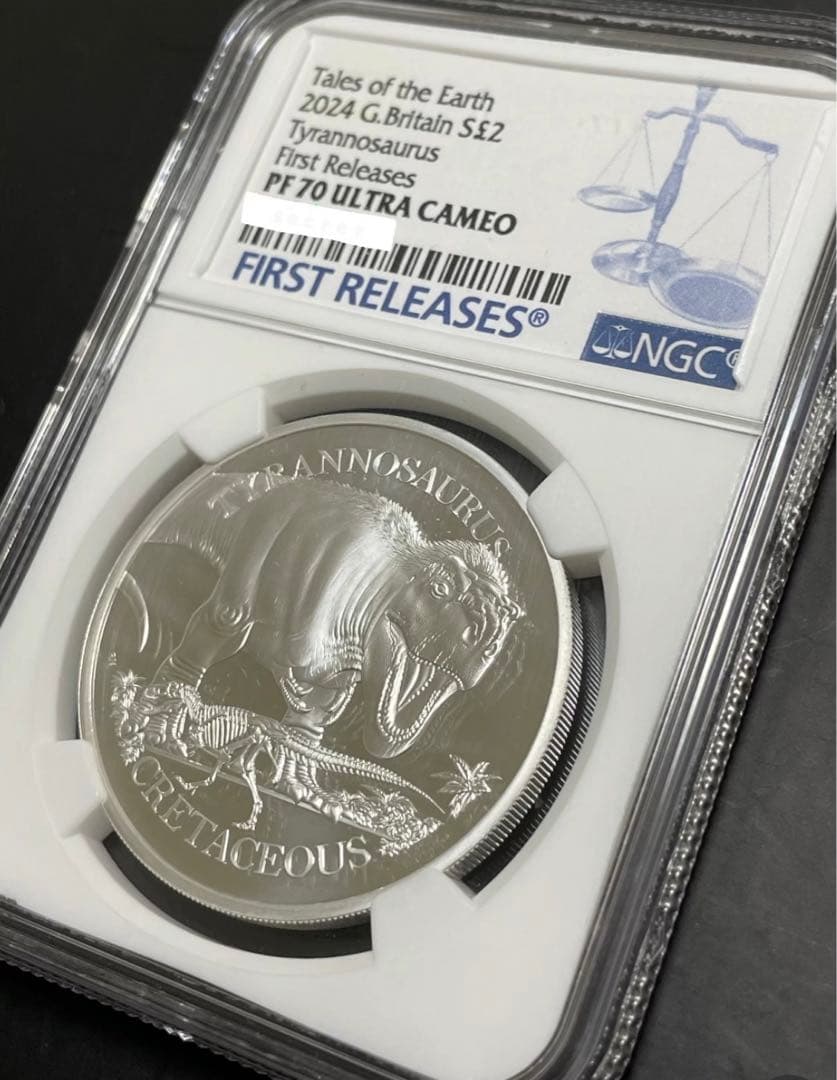 Tales of the Earth
2024 G.Britain S£2
Tyrannosaurus
First Releases
PF 70 ULTRA CAMEO
FIRST RELEASES®
NGC®
TYRANNOSAURUS
CRETACEOUS